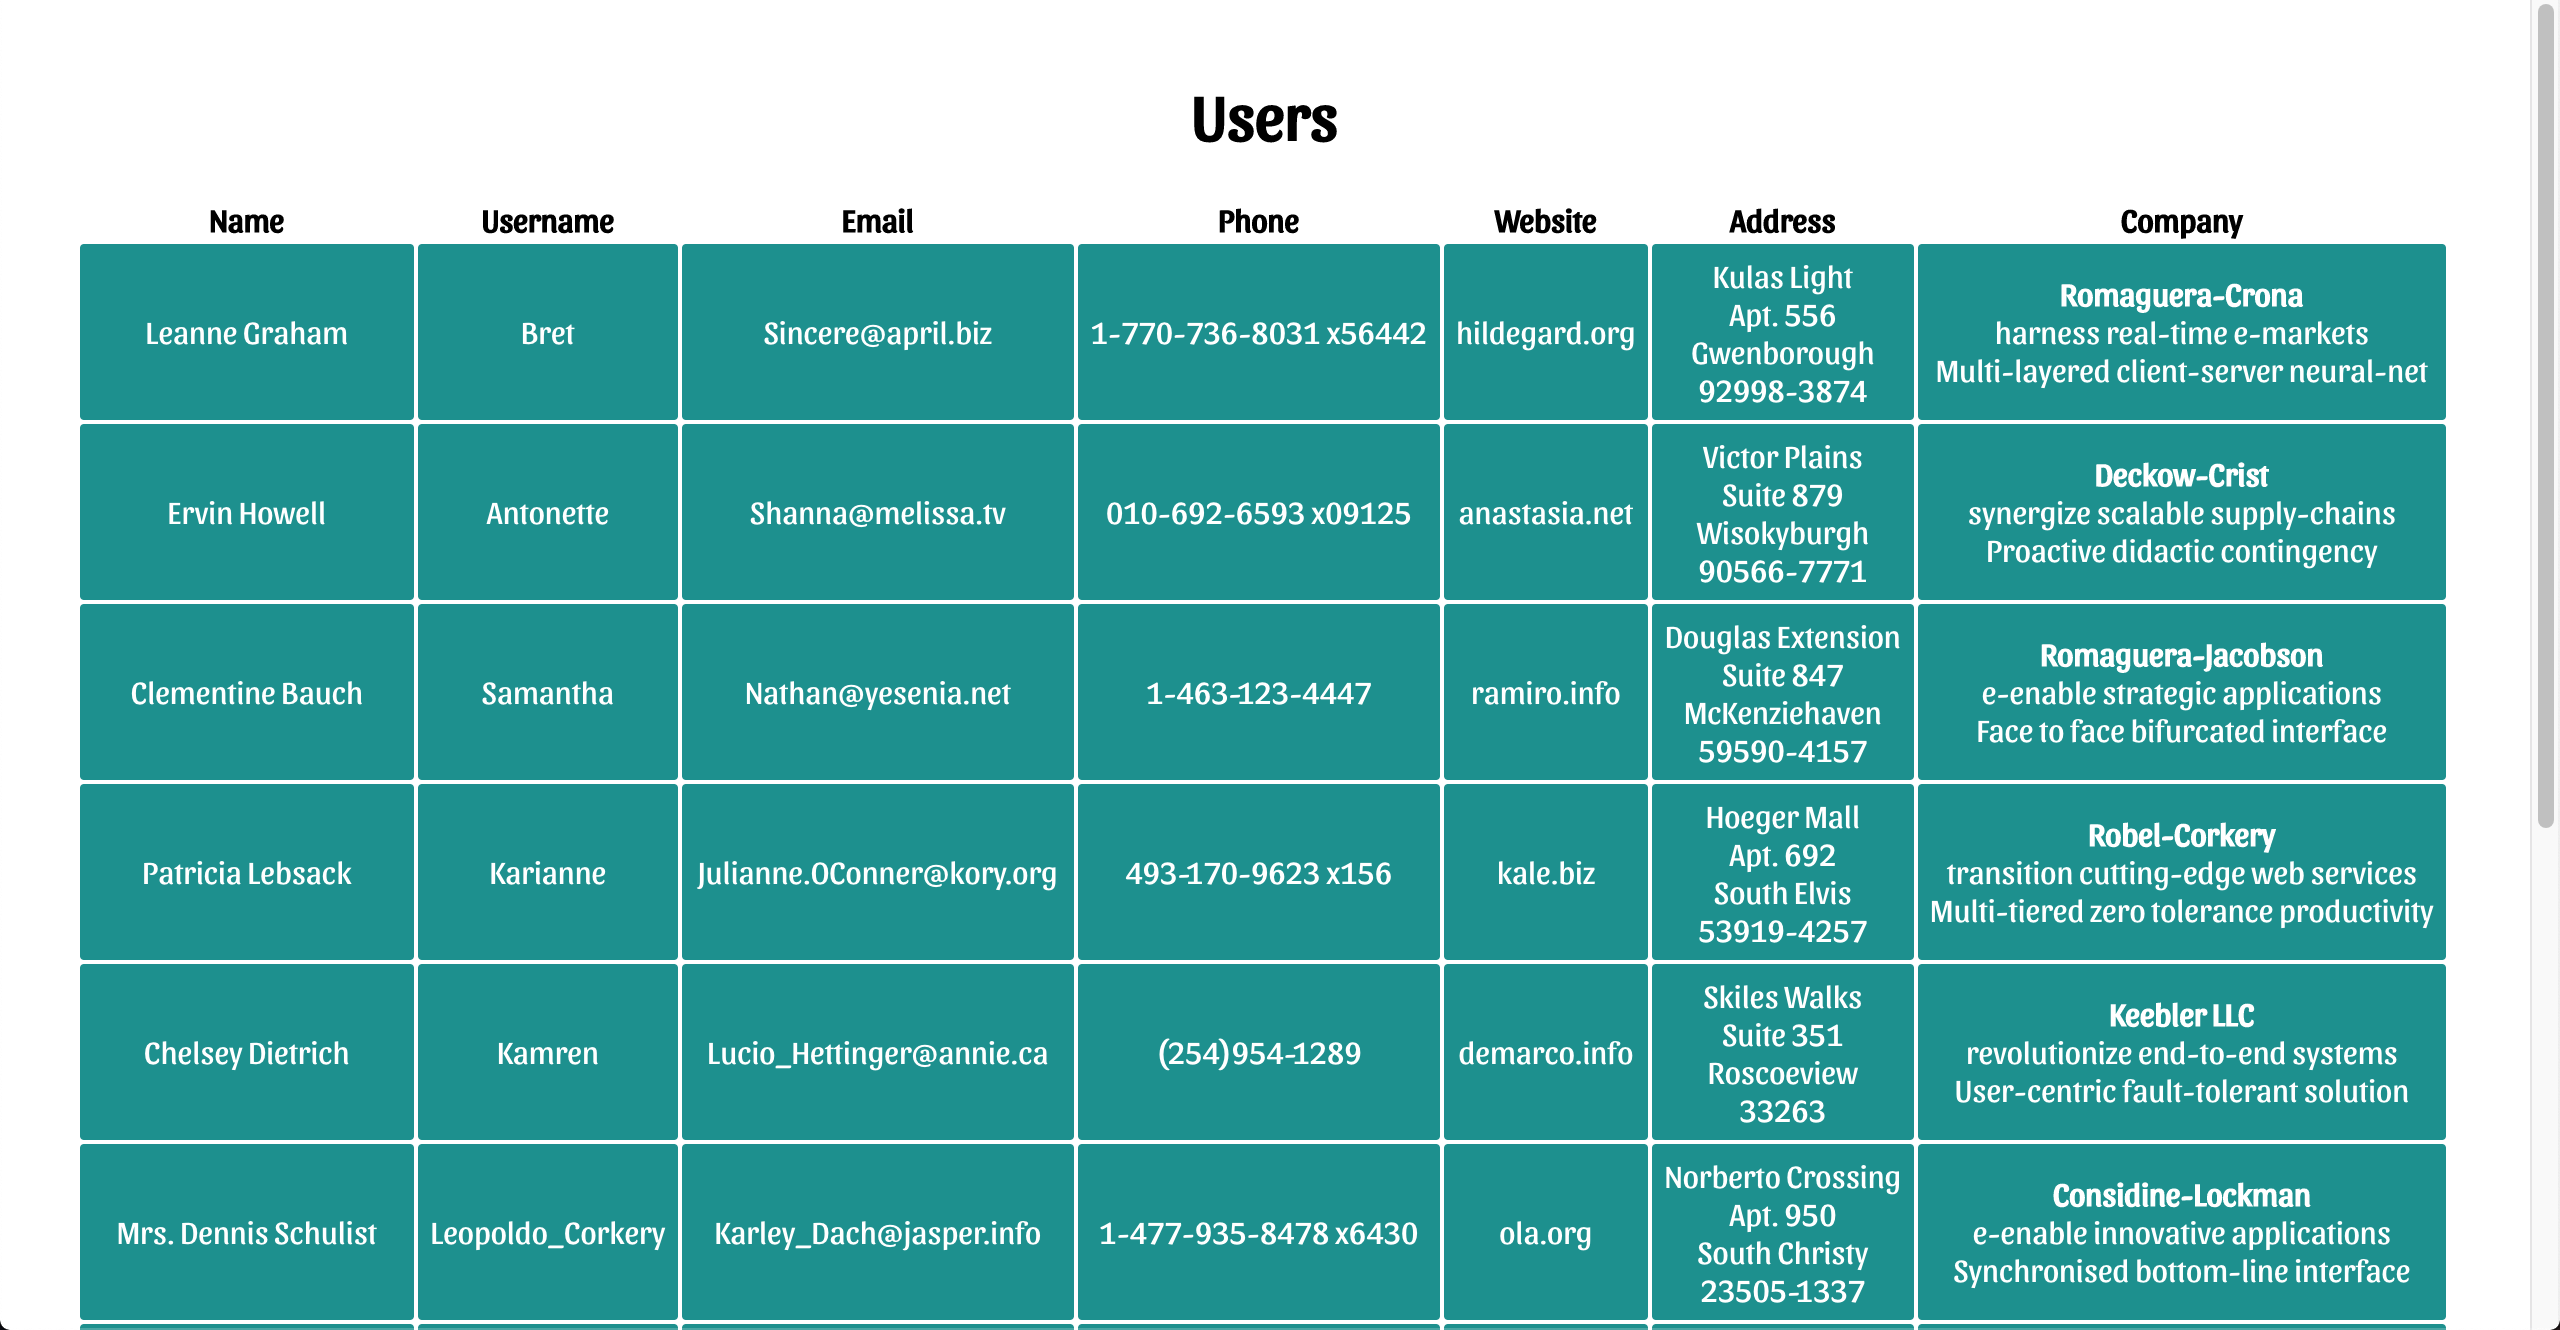 Users
Name Username Email Phone Website Address Company
Leanne Graham
Bret
Sincere@april.biz
1-770-736-8031 x56442
hildegard.org
Kulas Light
Apt. 556
Gwenborough
92998-3874
Romaguera-Crona
harness real-time e-markets
Multi-layered client-server neural-net
Ervin Howell
Antonette
Shanna@melissa.tv
010-692-6593 x09125
anastasia.net
Victor Plains
Suite 879
Wisokyburgh
90566-7771
Deckow-Crist
synergize scalable supply-chains
Proactive didactic contingency
Clementine Bauch
Samantha
Nathan@yesenia.net
1-463-123-4447
ramiro.info
Douglas Extension
Suite 847
McKenziehaven
59590-4157
Romaguera-Jacobson
e-enable strategic applications
Face to face bifurcated interface
Patricia Lebsack
Karianne
Julianne.OConner@kory.org
493-170-9623 x156
kale.biz
Hoeger Mall
Apt. 692
South Elvis
53919-4257
Robel-Corkery
transition cutting-edge web services
Multi-tiered zero tolerance productivity
Chelsey Dietrich
Kamren
Lucio_Hettinger@annie.ca
(254)954-1289
demarco.info
Skiles Walks
Suite 351
Roscoeview
33263
Keebler LLC
revolutionize end-to-end systems
User-centric fault-tolerant solution
Mrs. Dennis Schulist
Leopoldo_Corkery
Karley_Dach@jasper.info
1-477-935-8478 x6430
ola.org
Norberto Crossing
Apt. 950
South Christy
23505-1337
Considine-Lockman
e-enable innovative applications
Synchronised bottom-line interface